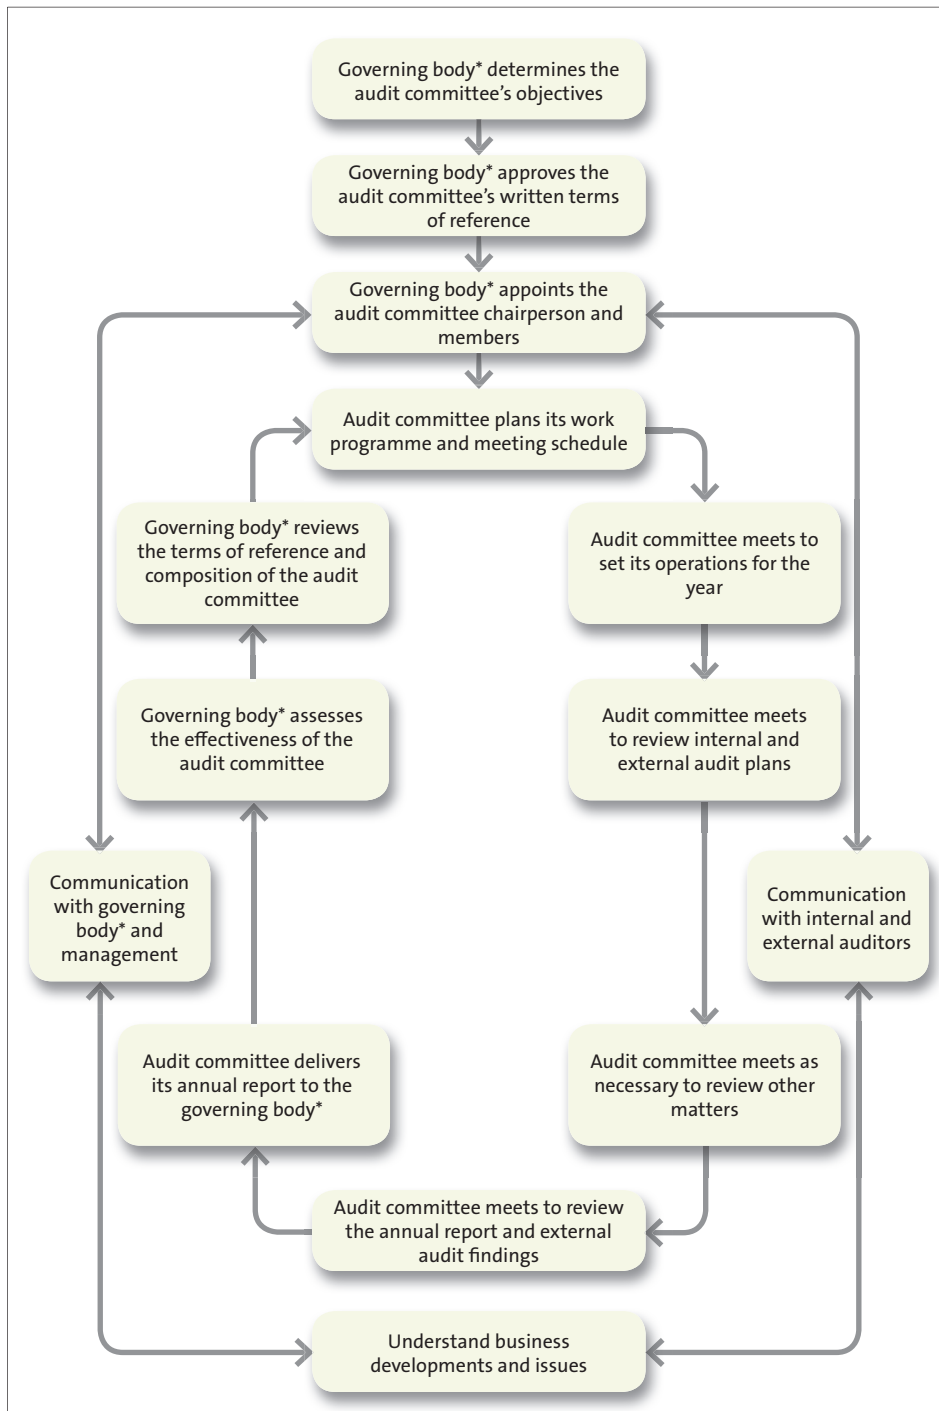 Governing body* determines the
audit committee’s objectives
Governing body* approves the
audit committee’s written terms
of reference
Governing body* appoints the
audit committee chairperson and
members
Audit committee plans its work
programme and meeting schedule
Governing body* reviews
the terms of reference and
composition of the audit
committee
Audit committee meets to
set its operations for the
year
Governing body* assesses
the effectiveness of the
audit committee
Audit committee meets
to review internal and
external audit plans
Communication
with governing
body* and
management
Communication
with internal and
external auditors
Audit committee delivers
its annual report to the
governing body*
Audit committee meets as
necessary to review other
matters
Audit committee meets to review
the annual report and external
audit findings
Understand business
developments and issues